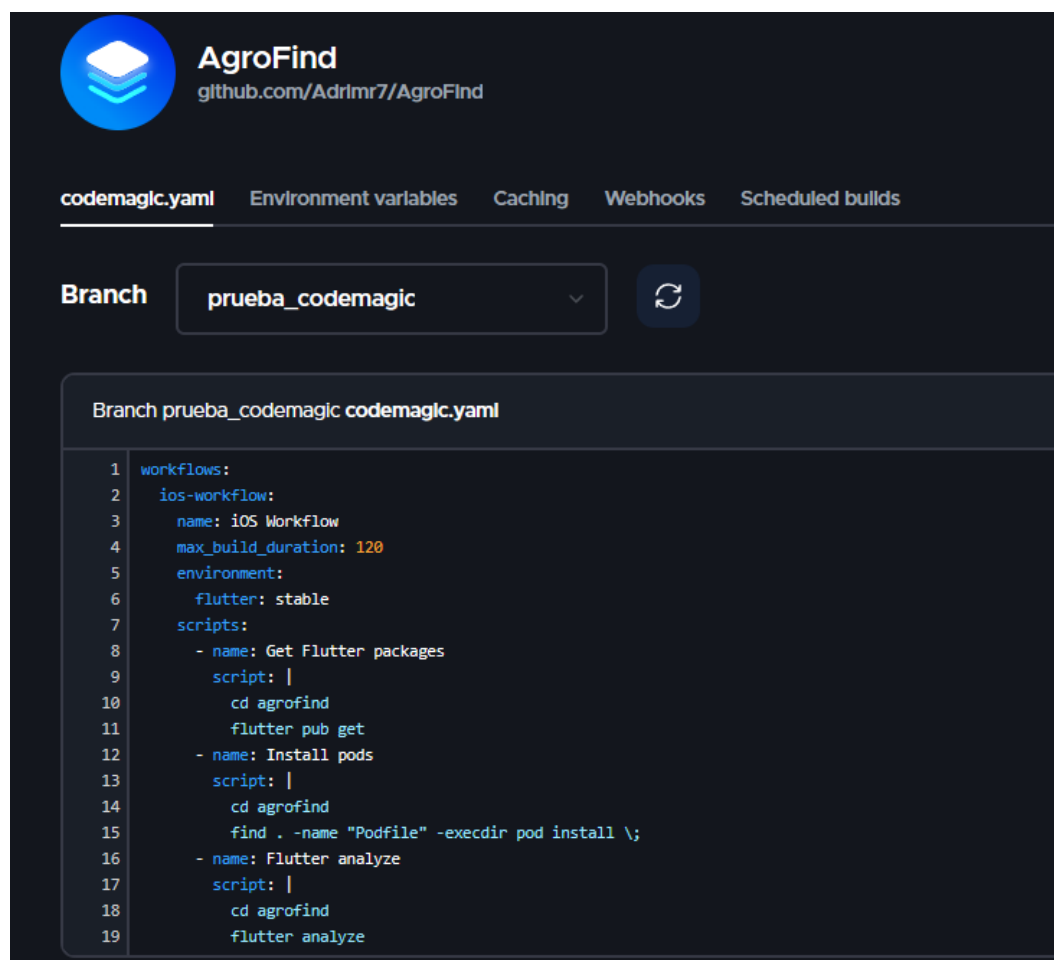 AgroFind
github.com/Adrimr7/AgroFind
codemagic.yaml Environment variables Caching Webhooks Scheduled builds
Branch prueba_codemagic
Branch prueba_codemagic codemagic.yaml
1 workflows:
2   ios-workflow:
3     name: iOS Workflow
4     max_build_duration: 120
5     environment:
6       flutter: stable
7     scripts:
8       - name: Get Flutter packages
9         script: |
10           cd agrofind
11           flutter pub get
12       - name: Install pods
13         script: |
14           cd agrofind
15           find . -name "Podfile" -execdir pod install \;
16       - name: Flutter analyze
17         script: |
18           cd agrofind
19           flutter analyze